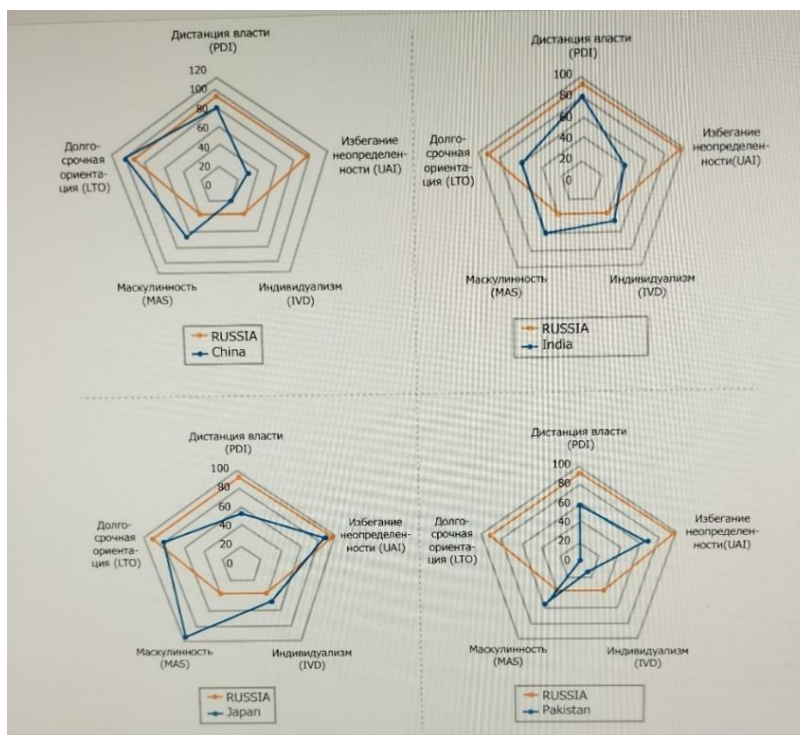 Дистанция власти
(PDI)
120
100
80
60
40
20
0
Долго-
срочная
ориента-
ция (LTO)
Избегание
неопределен-
ности (UAI)
Маскулинность
(MAS)
Индивидуализм
(IVD)
RUSSIA
China
Дистанция власти
(PDI)
100
80
60
40
20
0
Долго-
срочная
ориента-
ция (LTO)
Избегание
неопределен-
ности(UAI)
Маскулинность
(MAS)
Индивидуализм
(IVD)
RUSSIA
India
Дистанция власти
(PDI)
100
80
60
40
20
0
Долго-
срочная
ориента-
ция (LTO)
Избегание
неопределен-
ности (UAI)
Маскулинность
(MAS)
Индивидуализм
(IVD)
RUSSIA
Japan
Дистанция власти
(PDI)
100
80
60
40
20
0
Долго-
срочная
ориента-
ция (LTO)
Избегание
неопределен-
ности(UAI)
Маскулинность
(MAS)
Индивидуализм
(IVD)
RUSSIA
Pakistan